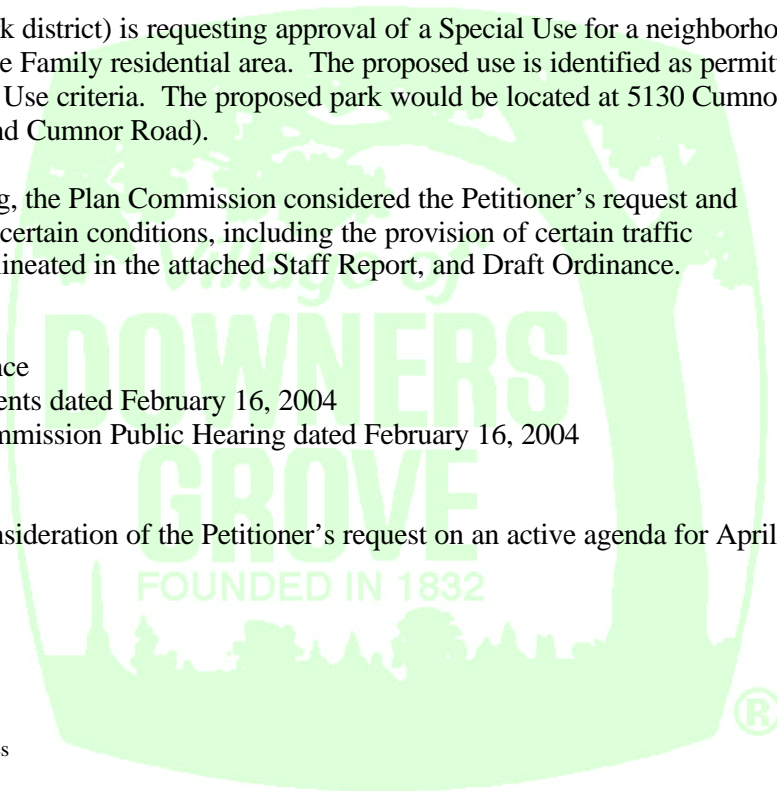 k district) is requesting approval of a Special Use for a neighborho
e Family residential area. The proposed use is identified as permit
Use criteria. The proposed park would be located at 5130 Cumno
nd Cumnor Road).
g, the Plan Commission considered the Petitioner's request and
certain conditions, including the provision of certain traffic
lineated in the attached Staff Report, and Draft Ordinance.
Village of
DOWNERS
nce
ents dated February 16, 2004
mmission Public Hearing dated February 16, 2004
GROVE
nsideration of the Petitioner's request on an active agenda for April
FOUNDED IN 1832
®
s